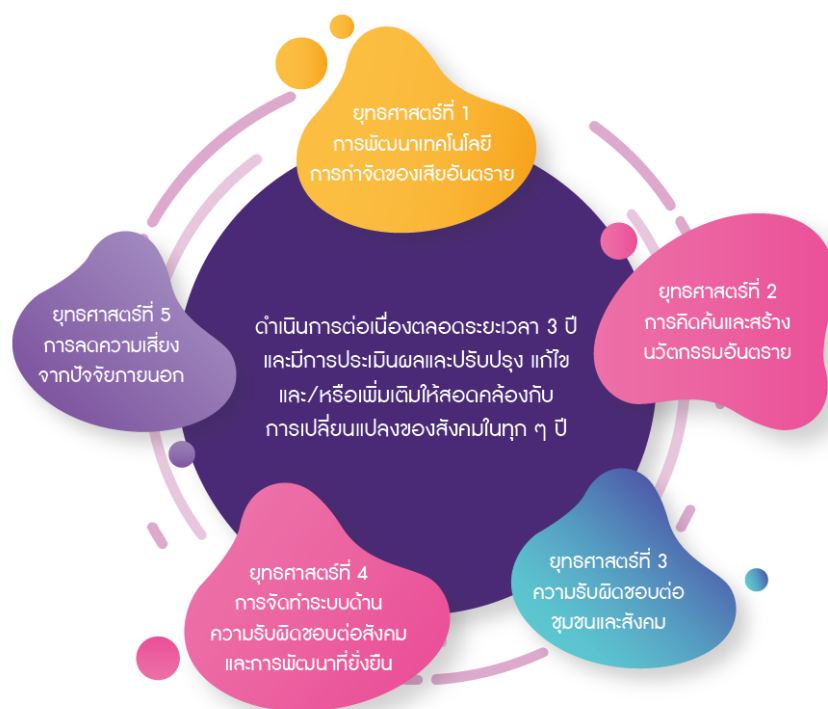 ยุทธศาสตร์ที่ 1
การพัฒนาเทคโนโลยี
การกำจัดของเสียอันตราย
ยุทธศาสตร์ที่ 2
การคิดค้นและสร้าง
นวัตกรรมอันตราย
ยุทธศาสตร์ที่ 3
ความรับผิดชอบต่อ
ชุมชนและสังคม
ยุทธศาสตร์ที่ 4
การจัดทำระบบด้าน
ความรับผิดชอบต่อสังคม
และการพัฒนาที่ยั่งยืน
ยุทธศาสตร์ที่ 5
การลดความเสี่ยง
จากปัจจัยภายนอก
ดำเนินการต่อเนื่องตลอดระยะเวลา 3 ปี
และมีการประเมินผลและปรับปรุง แก้ไข
และ/หรือเพิ่มเติมให้สอดคล้องกับ
การเปลี่ยนแปลงของสังคมในทุก ๆ ปี